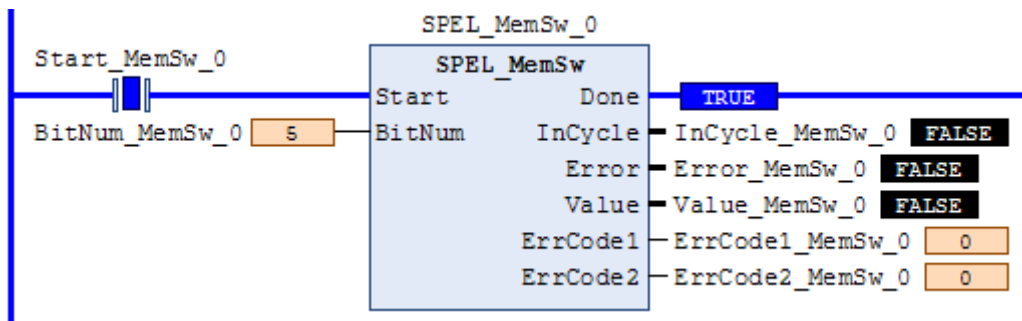 SPEL_MemSw_0
Start_MemSw_0
SPEL_MemSw
Start Done TRUE
BitNum_MemSw_0 5 BitNum InCycle InCycle_MemSw_0 FALSE
Error Error_MemSw_0 FALSE
Value Value_MemSw_0 FALSE
ErrCode1 ErrCode1_MemSw_0 0
ErrCode2 ErrCode2_MemSw_0 0